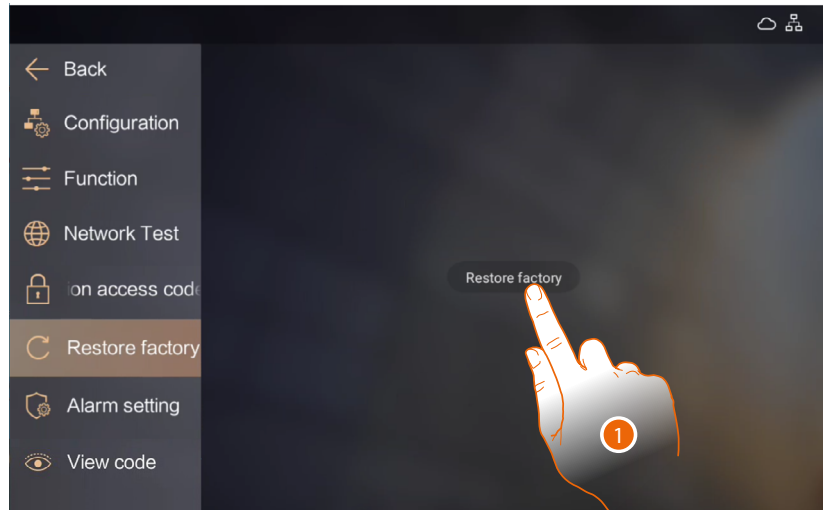 Back
Configuration
Function
Network Test
ion access code
Restore factory
Alarm setting
View code
Restore factory
1